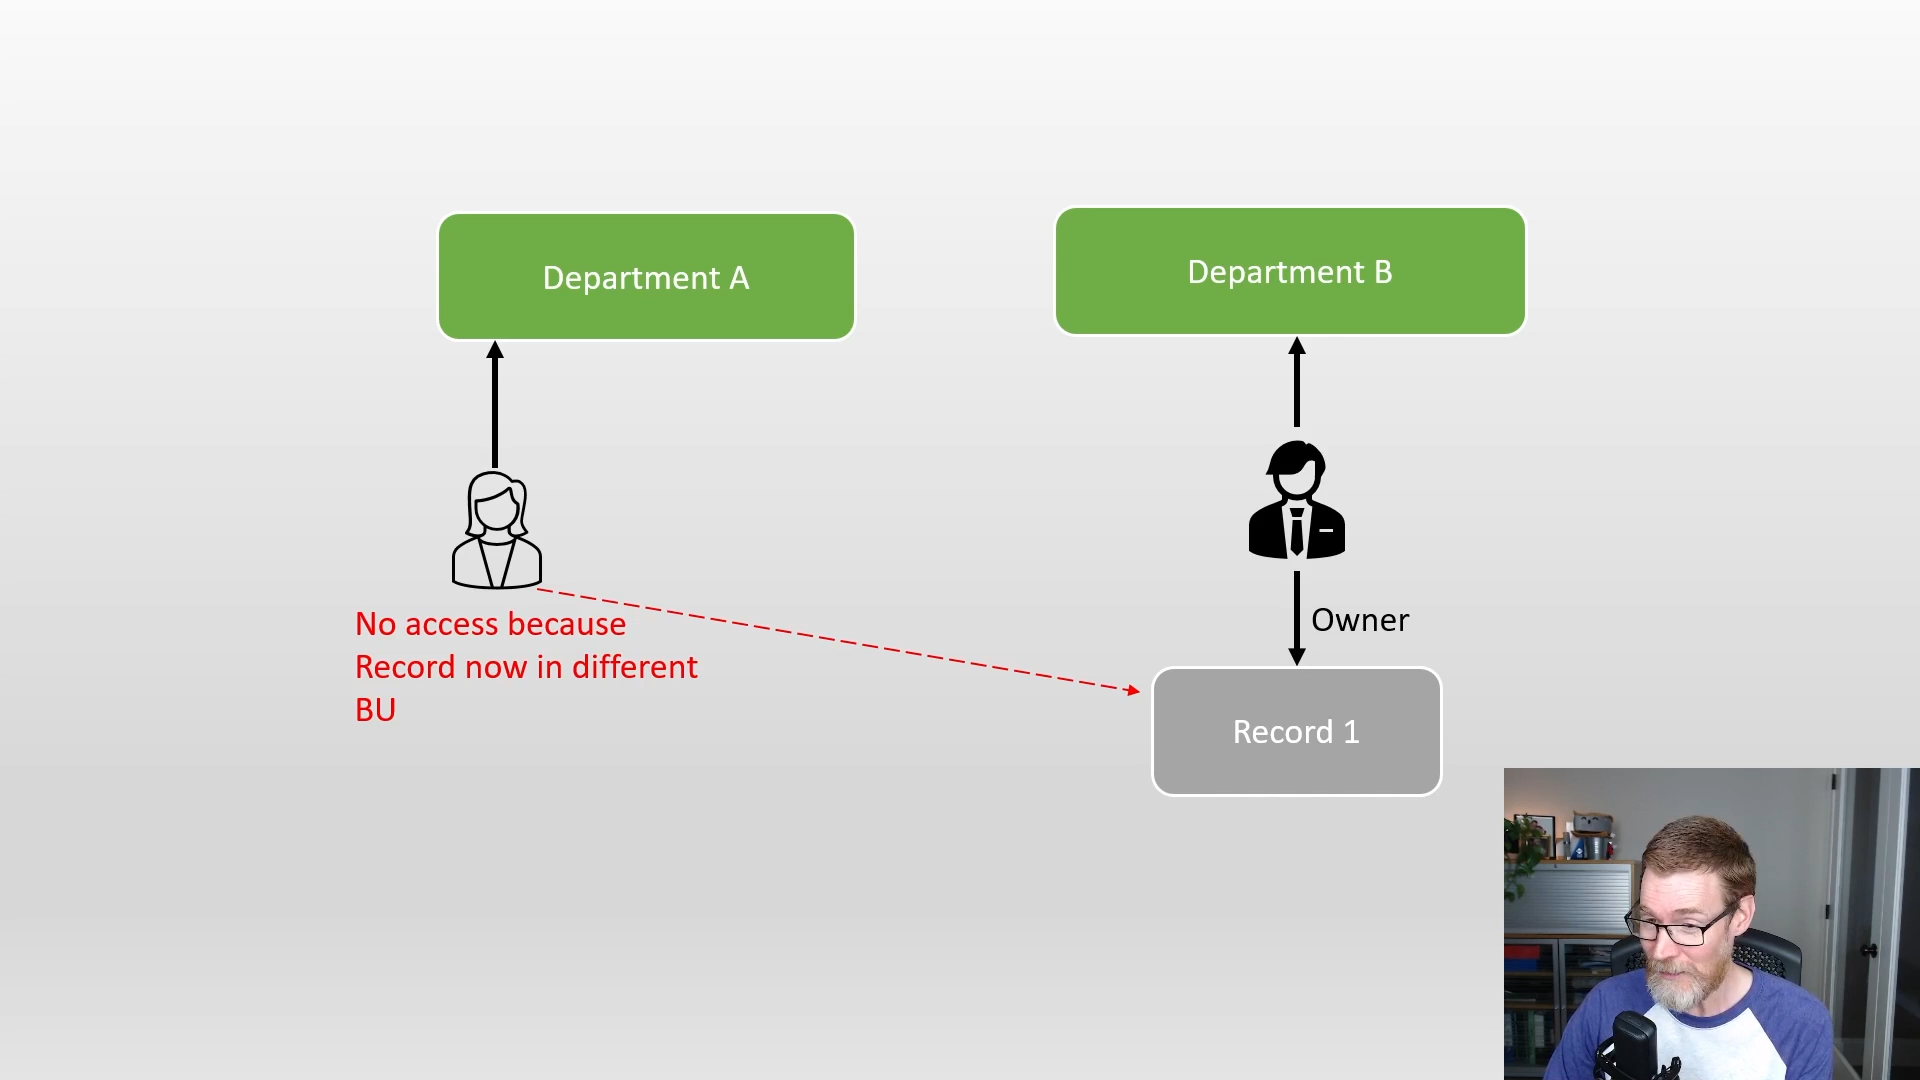 Department A
Department B
No access because
Record now in different
BU
Owner
Record 1